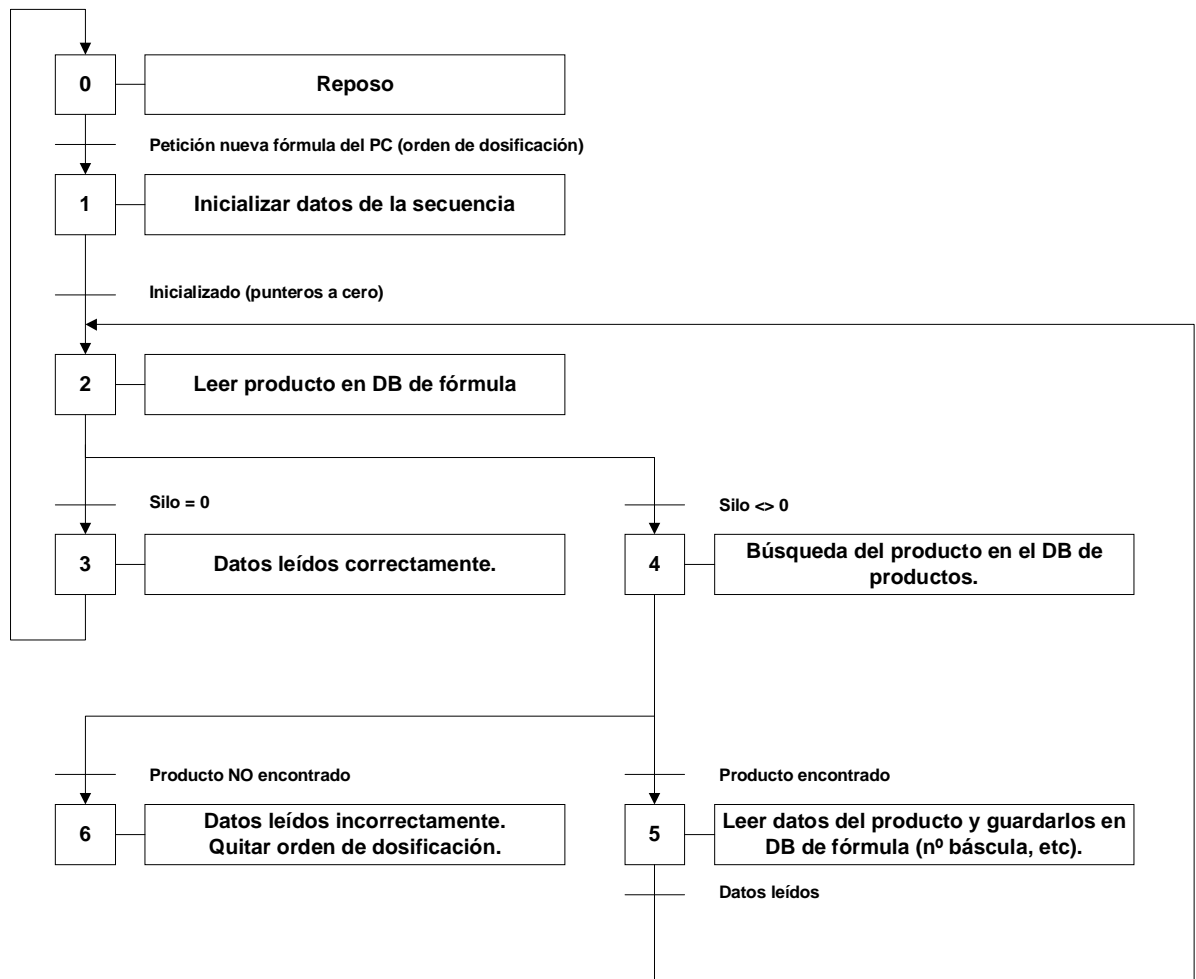 0
Reposo
Petición nueva fórmula del PC (orden de dosificación)
1
Inicializar datos de la secuencia
Inicializado (punteros a cero)
2
Leer producto en DB de fórmula
Silo = 0
Silo <> 0
3
Datos leídos correctamente.
4
Búsqueda del producto en el DB de
productos.
Producto NO encontrado
Producto encontrado
6
Datos leídos incorrectamente.
Quitar orden de dosificación.
5
Leer datos del producto y guardarlos en
DB de fórmula (nº báscula, etc).
Datos leídos